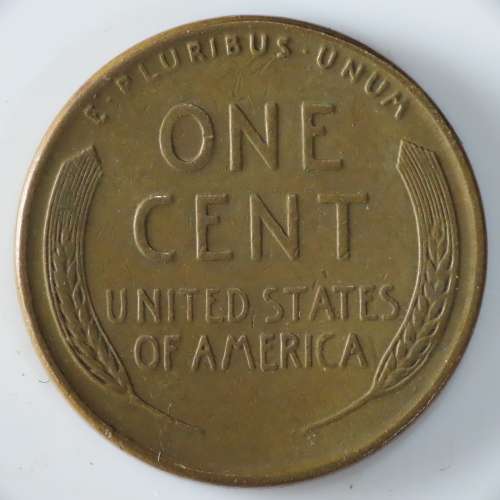 E·PLURIBUS·UNUM
ONE
CENT
UNITED STATES
OF AMERICA